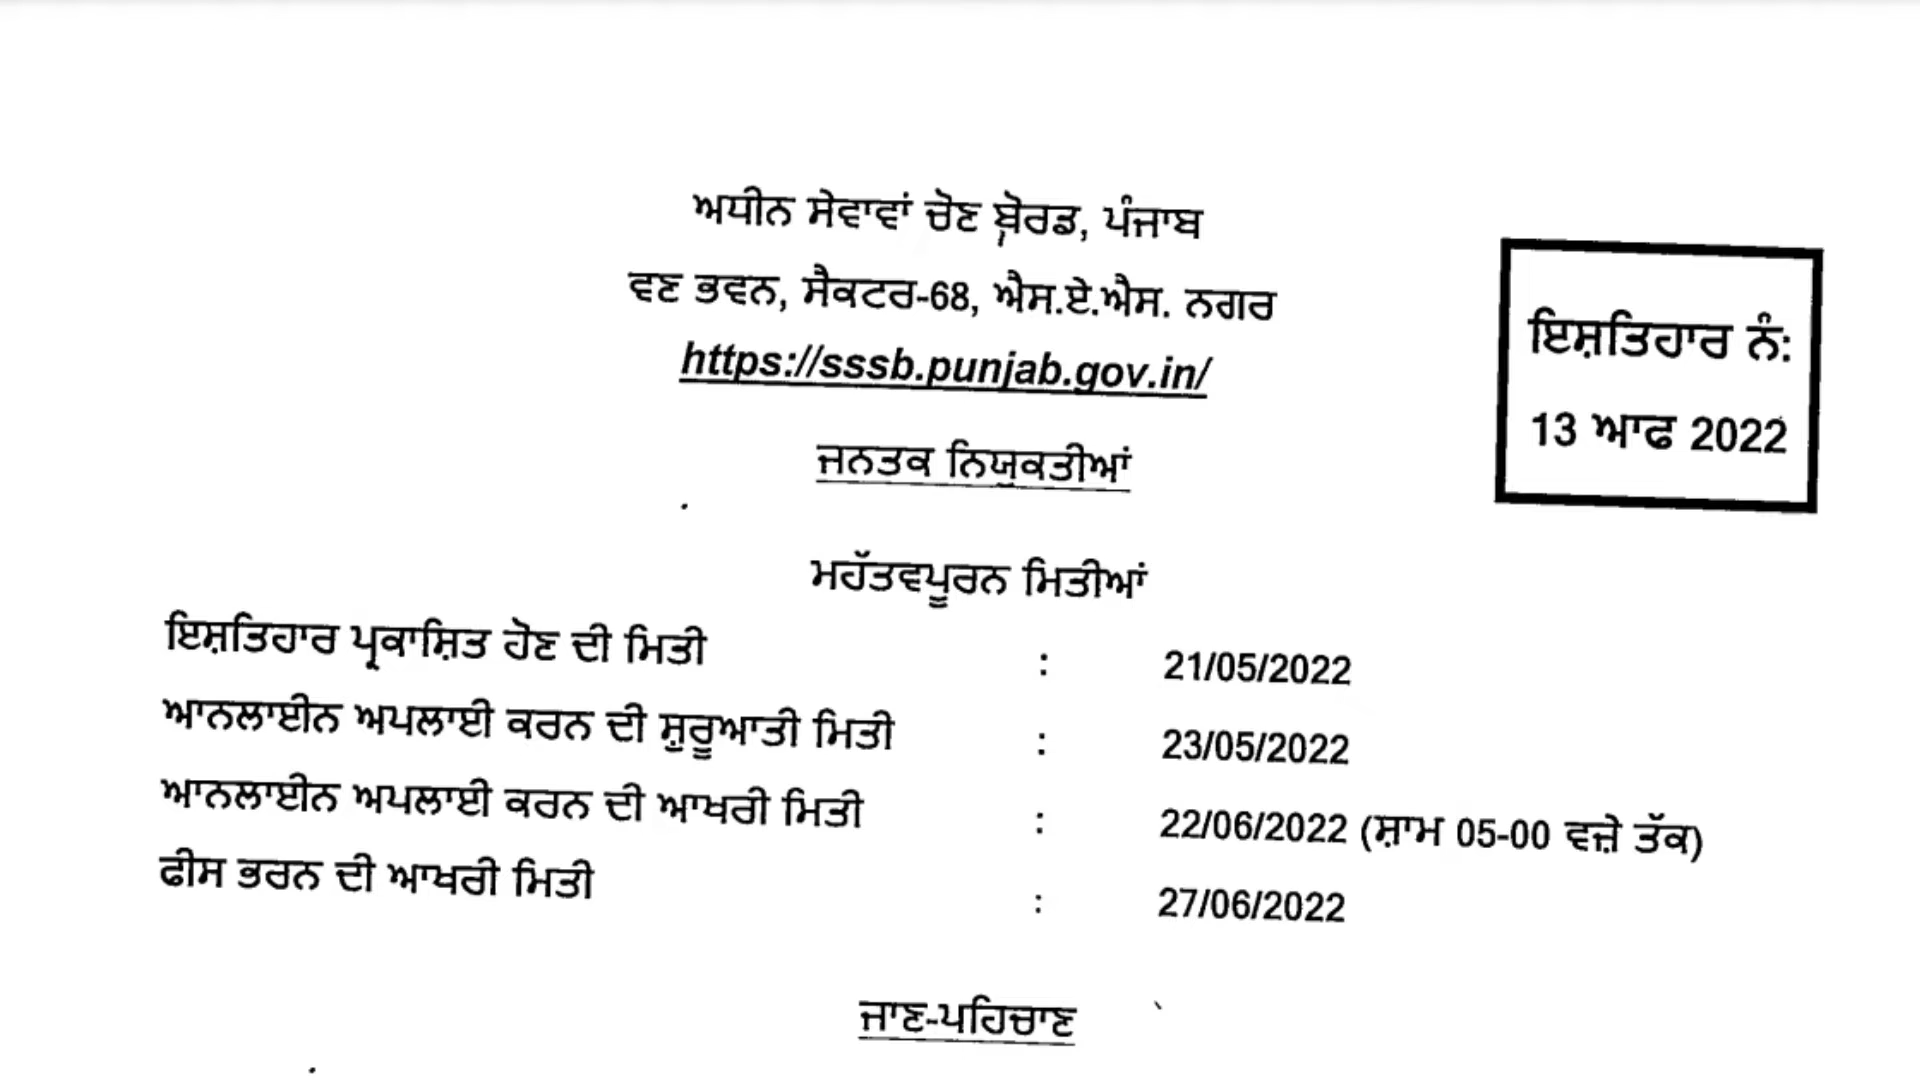 ਅਧੀਨ ਸੇਵਾਵਾਂ ਚੋਣ ਬੋਰਡ, ਪੰਜਾਬ
ਵਣ ਭਵਨ, ਸੈਕਟਰ-68, ਐਸ.ਏ.ਐਸ. ਨਗਰ
https://sssb.punjab.gov.in/
ਇਸ਼ਤਿਹਾਰ ਨੰ:
13 ਆਫ 2022
ਜਨਤਕ ਨਿਯੁਕਤੀਆਂ
ਮਹੱਤਵਪੂਰਨ ਮਿਤੀਆਂ
ਇਸ਼ਤਿਹਾਰ ਪ੍ਰਕਾਸ਼ਿਤ ਹੋਣ ਦੀ ਮਿਤੀ : 21/05/2022
ਆਨਲਾਈਨ ਅਪਲਾਈ ਕਰਨ ਦੀ ਸ਼ੁਰੂਆਤੀ ਮਿਤੀ : 23/05/2022
ਆਨਲਾਈਨ ਅਪਲਾਈ ਕਰਨ ਦੀ ਆਖਰੀ ਮਿਤੀ : 22/06/2022 (ਸ਼ਾਮ 05-00 ਵਜ਼ੇ ਤੱਕ)
ਫੀਸ ਭਰਨ ਦੀ ਆਖਰੀ ਮਿਤੀ : 27/06/2022
ਜਾਣ-ਪਹਿਚਾਣ